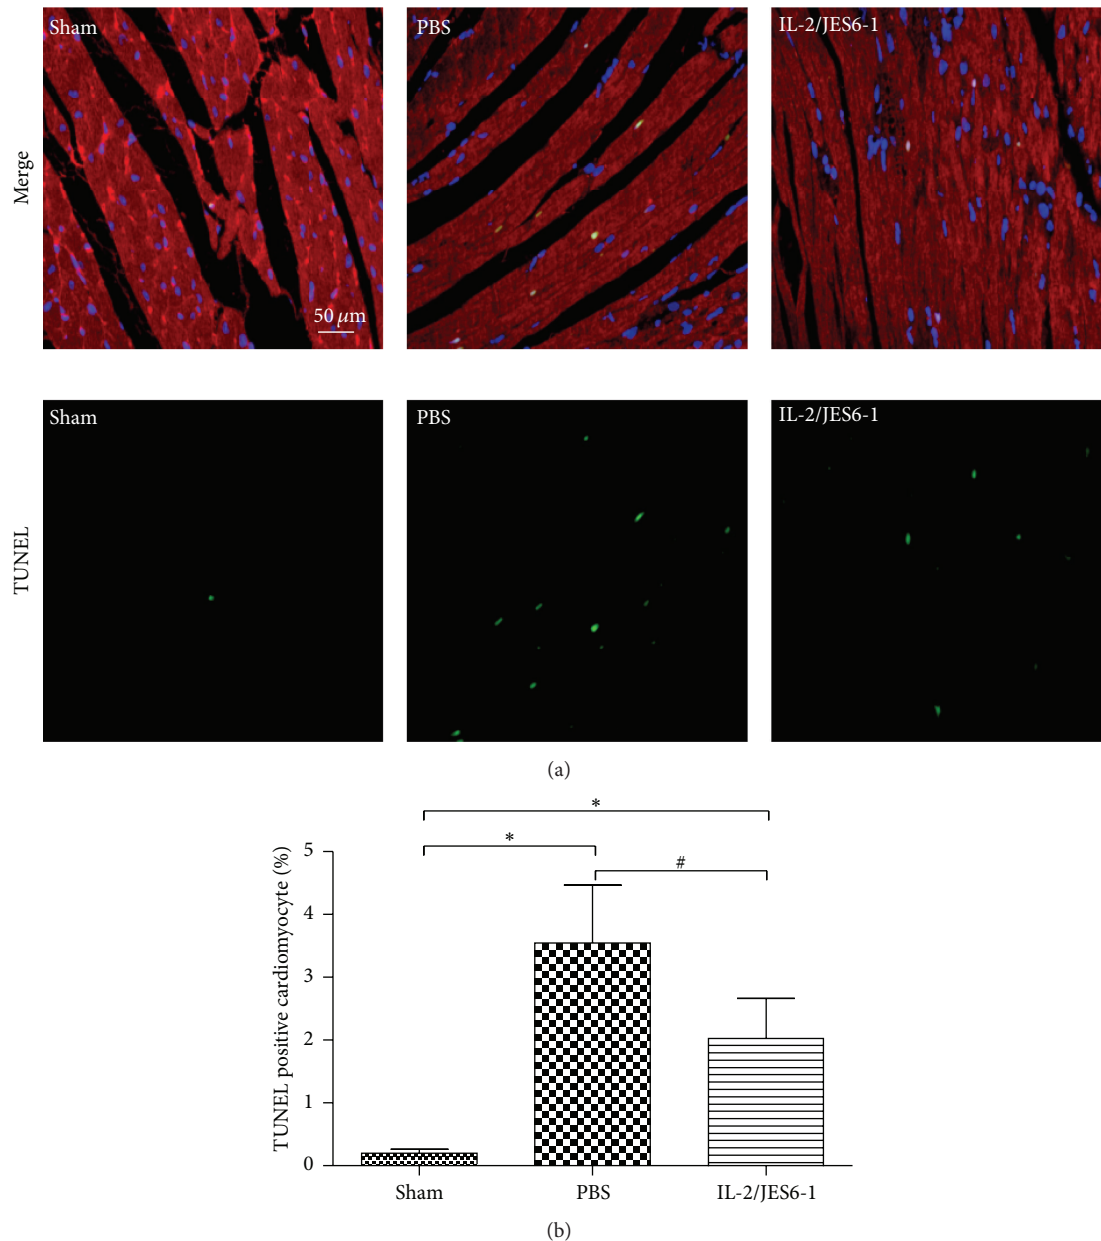 Sham
PBS
IL-2/JES6-1
Merge
50 μm
Sham
PBS
IL-2/JES6-1
TUNEL
(a)
*
*
#
TUNEL positive cardiomyocyte (%)
5
4
3
2
1
0
Sham
PBS
IL-2/JES6-1
(b)